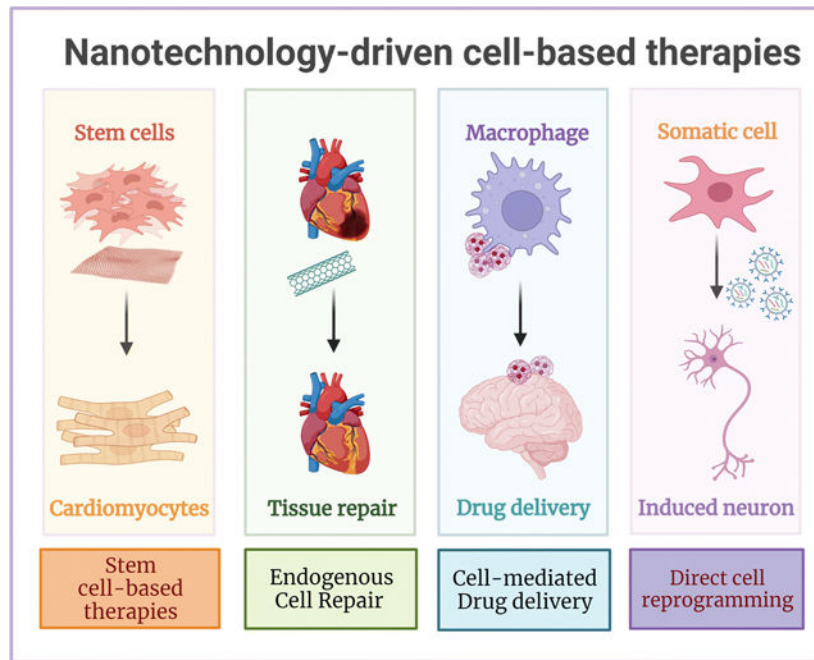 Nanotechnology-driven cell-based therapies
Stem cells
Cardiomyocytes
Stem
cell-based
therapies
Tissue repair
Endogenous
Cell Repair
Macrophage
Drug delivery
Cell-mediated
Drug delivery
Somatic cell
Induced neuron
Direct cell
reprogramming